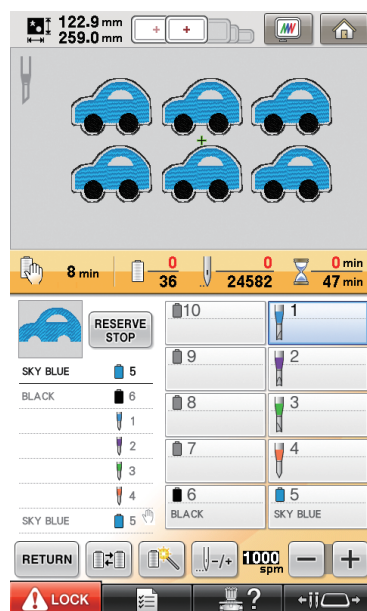 122.9 mm
259.0 mm
8 min
0
36
0
24582
0 min
47 min
RESERVE
STOP
SKY BLUE 5
BLACK 6
1
2
3
4
SKY BLUE 5
10
1
9
2
8
3
7
4
6
BLACK
5
SKY BLUE
RETURN
-/+
1000
spm
− +
LOCK
?